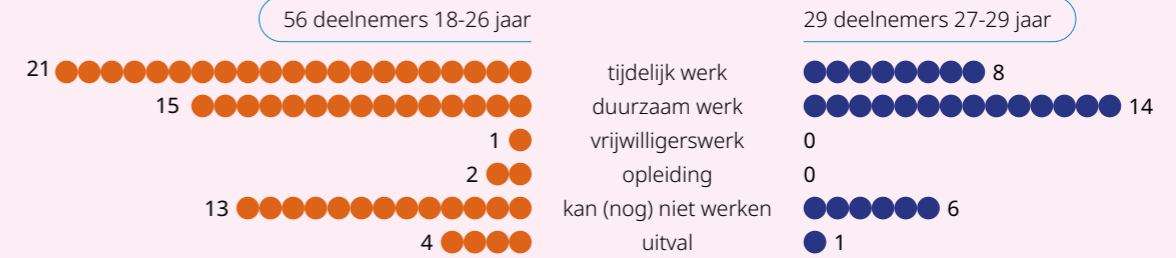 56 deelnemers 18-26 jaar 29 deelnemers 27-29 jaar
21 tijdelijk werk 8
15 duurzaam werk 14
1 vrijwilligerswerk 0
2 opleiding 0
13 kan (nog) niet werken 6
4 uitval 1